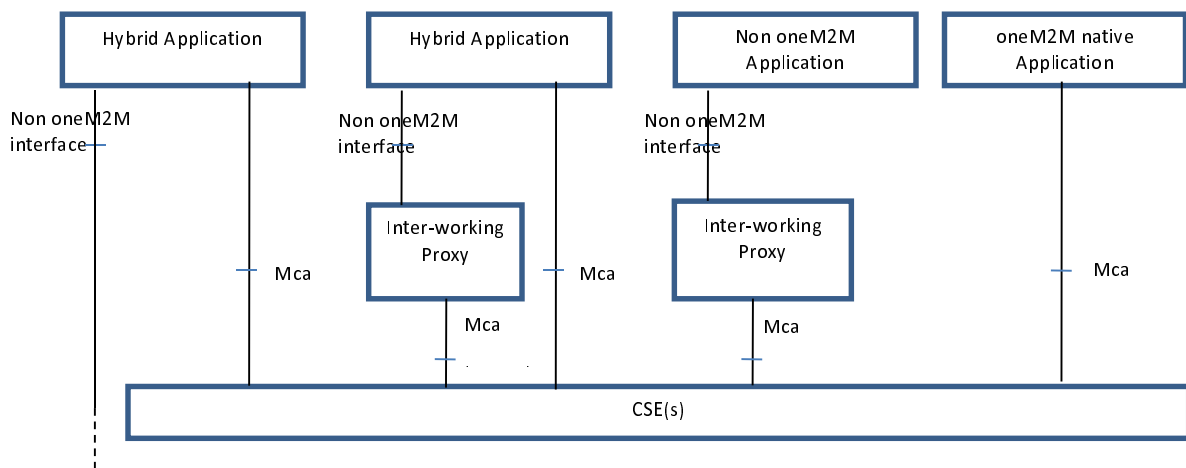 Hybrid Application
Hybrid Application
Non oneM2M
Application
oneM2M native
Application
Non oneM2M
interface
Non oneM2M
interface
Non oneM2M
interface
Inter-working
Proxy
Inter-working
Proxy
Mca
Mca
Mca
Mca
Mca
CSE(s)